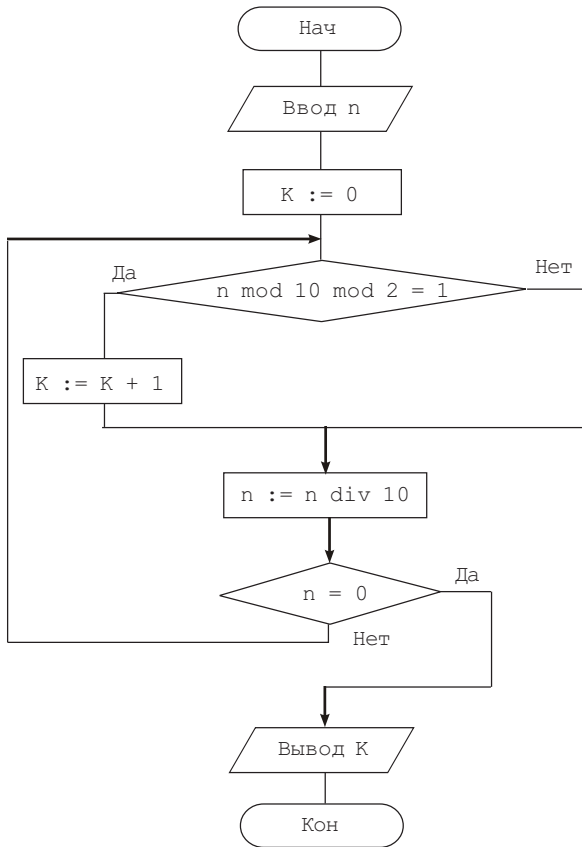 Нач
Ввод n
K := 0
Да
Нет
n mod 10 mod 2 = 1
K := K + 1
n := n div 10
Да
n = 0
Нет
Вывод K
Кон